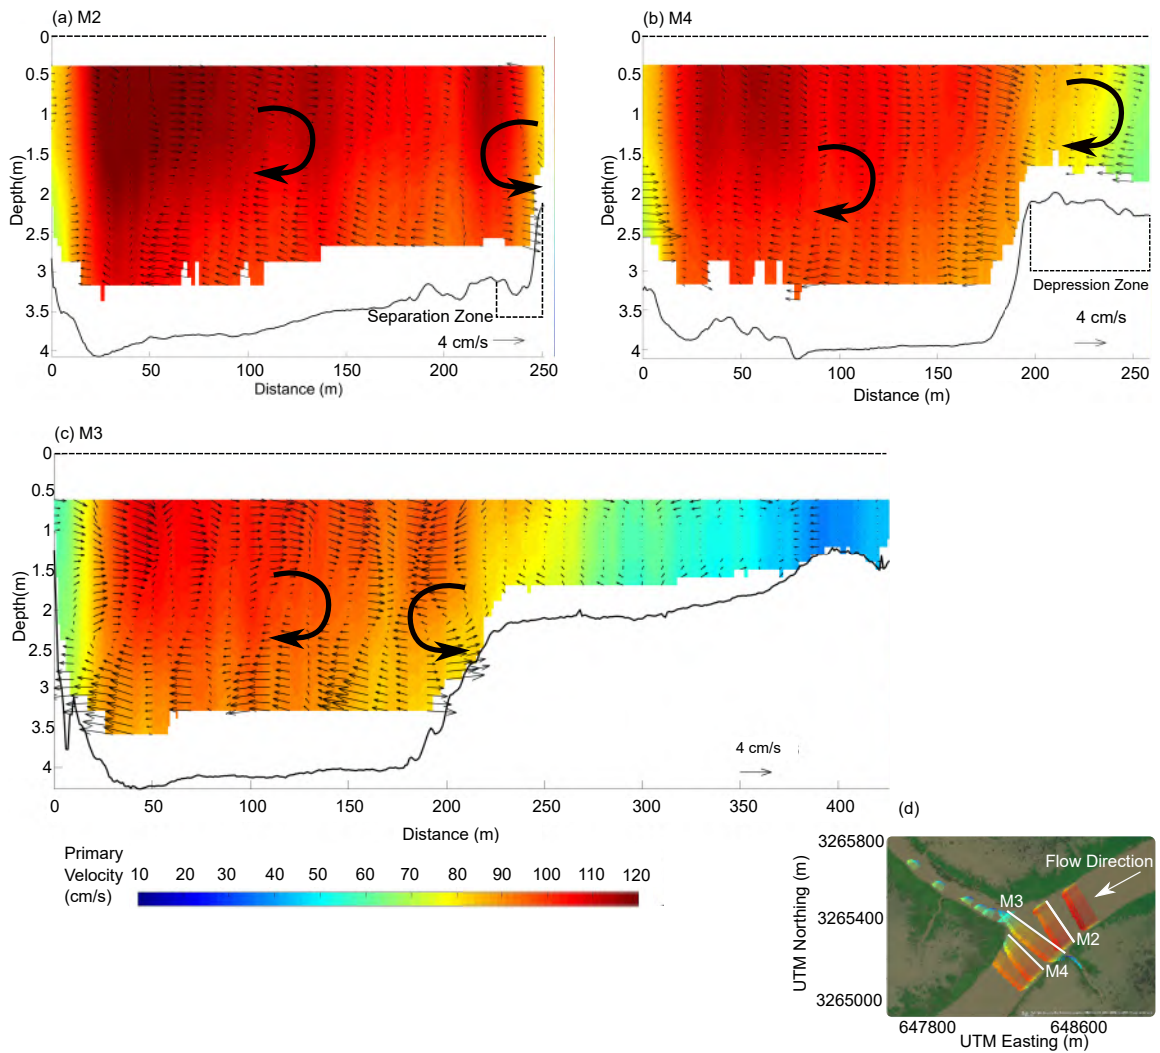 (a) M2
0
0.5
1
1.5
2
2.5
3
3.5
4
Depth(m)
Separation Zone
4 cm/s
0 50 100 150 200 250
Distance (m)
(b) M4
0
0.5
1
1.5
2
2.5
3
3.5
4
Depth(m)
Depression Zone
4 cm/s
0 50 100 150 200 250
Distance (m)
(c) M3
0
0.5
1
1.5
2
2.5
3
3.5
4
Depth(m)
4 cm/s
0 50 100 150 200 250 300 350 400
Distance (m)
Primary
Velocity
(cm/s)
10 20 30 40 50 60 70 80 90 100 110 120
(d)
3265800
3265400
3265000
UTM Northing (m)
Flow Direction
M3
M2
M4
647800 648600
UTM Easting (m)